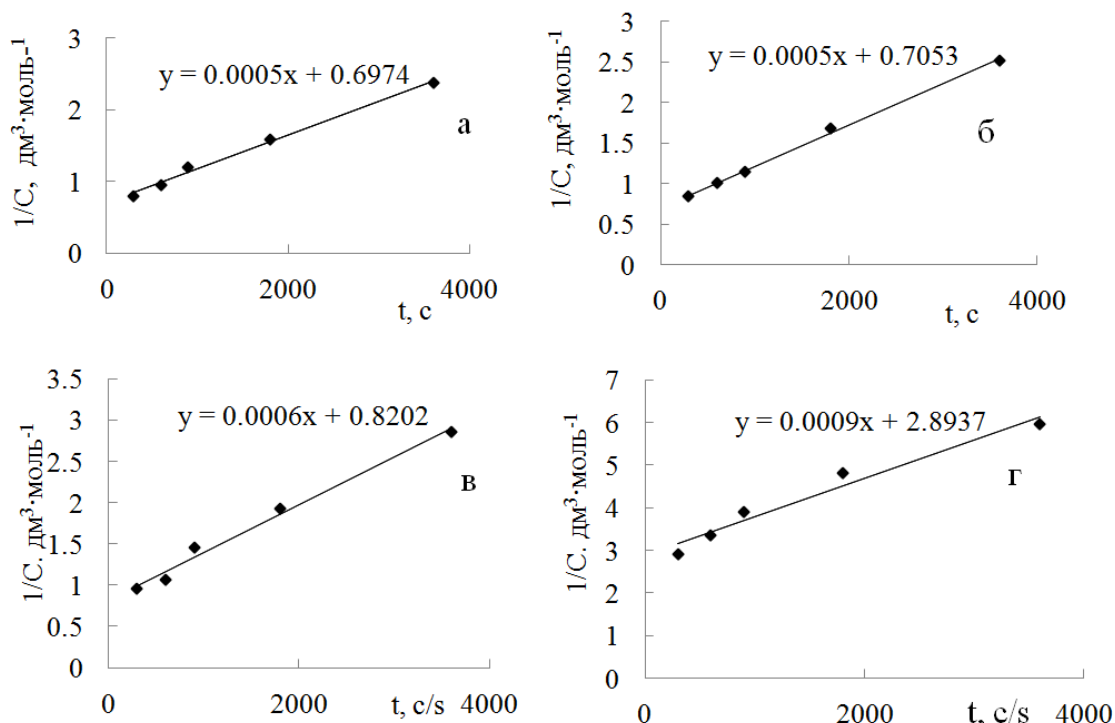 1/C, дм³·моль-¹
3
2
1
0
y = 0.0005x + 0.6974
а
0
2000
4000
t, c
1/C, дм³·моль⁻¹
3
2.5
2
1.5
1
0.5
0
y = 0.0005x + 0.7053
б
0
2000
4000
t, c
1/C. дм³·моль⁻¹
3.5
3
2.5
2
1.5
1
0.5
0
y = 0.0006x + 0.8202
в
0
2000
t, c/s
4000
1/C. дм³·моль⁻¹
7
6
5
4
3
2
1
0
y = 0.0009x + 2.8937
г
0
2000
t, c/s
4000